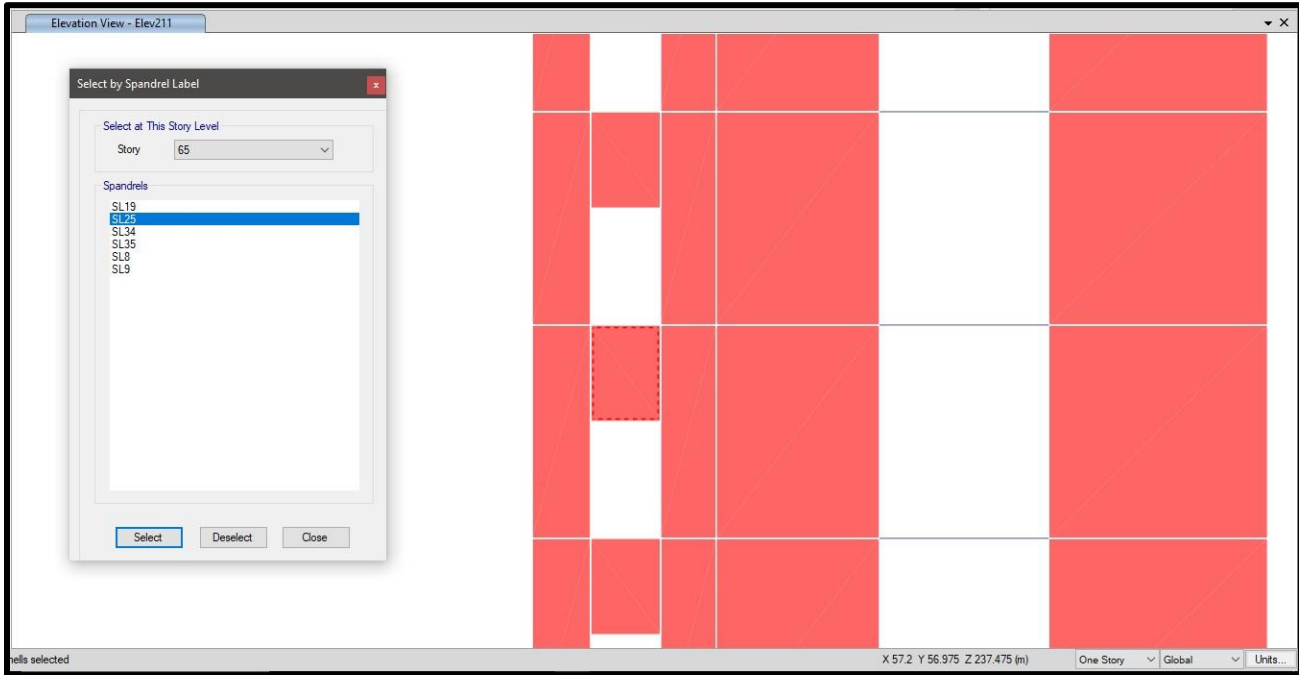 Elevation View - Elev211
Select by Spandrel Label
Select at This Story Level
Story
65
Spandrels
SL19
SL25
SL34
SL35
SL8
SL9
Select
Deselect
Close
selected
X 57.2 Y 56.975 Z 237.475 (m)
One Story
Global
Units...